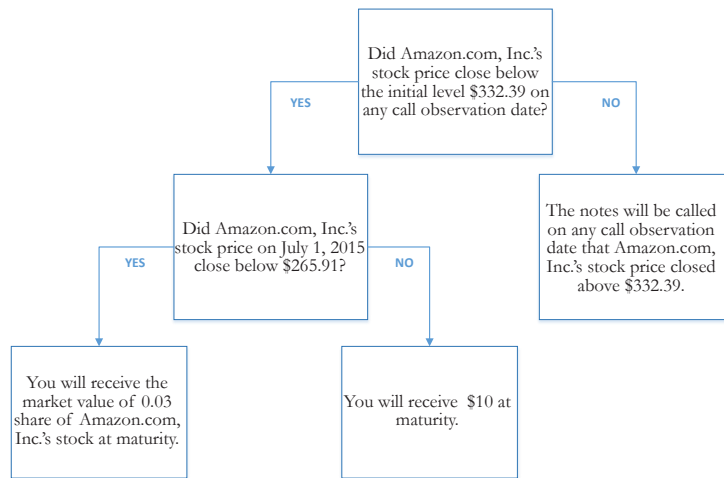 Did Amazon.com, Inc.'s
stock price close below
the initial level $332.39 on
any call observation date?
YES
NO
Did Amazon.com, Inc.'s
stock price on July 1, 2015
close below $265.91?
The notes will be called
on any call observation
date that Amazon.com,
Inc.'s stock price closed
above $332.39.
YES
NO
You will receive the
market value of 0.03
share of Amazon.com,
Inc.'s stock at maturity.
You will receive $10 at
maturity.